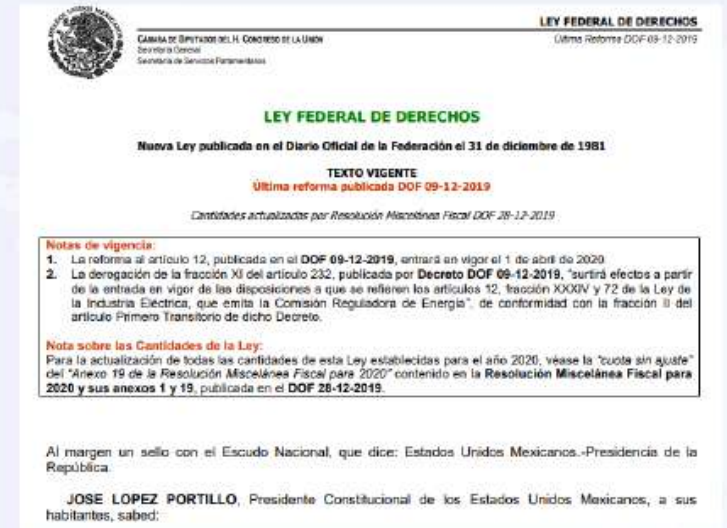 LEY FEDERAL DE DERECHOS
CÁMARA DE DIPUTADOS DEL H. CONGRESO DE LA UNIÓN
Última Reforma DOF 09-12-2019
Secretaría General
Secretaría de Servicios Parlamentarios
LEY FEDERAL DE DERECHOS
Nueva Ley publicada en el Diario Oficial de la Federación el 31 de diciembre de 1981
TEXTO VIGENTE
Última reforma publicada DOF 09-12-2019
Cantidades actualizadas por Resolución Miscelánea Fiscal DOF 28-12-2019
Notas de vigencia:
1. La reforma al artículo 12, publicada en el DOF 09-12-2019, entrará en vigor el 1 de abril de 2020
2. La derogación de la fracción XI del artículo 232, publicada por Decreto DOF 09-12-2019, "surtirá efectos a partir
de la entrada en vigor de las disposiciones a que se refieren los artículos 12, fracción XXXIV y 72 de la Ley de
la Industria Eléctrica, que emita la Comisión Reguladora de Energía", de conformidad con la fracción II del
artículo Primero Transitorio de dicho Decreto.
Nota sobre las Cantidades de la Ley:
Para la actualización de todas las cantidades de esta Ley establecidas para el año 2020, véase la "cuota sin ajuste"
del "Anexo 19 de la Resolución Miscelánea Fiscal para 2020" contenido en la Resolución Miscelánea Fiscal para
2020 y sus anexos 1 y 19, publicada en el DOF 28-12-2019.
Al margen un sello con el Escudo Nacional, que dice: Estados Unidos Mexicanos.-Presidencia de la
República.
JOSE LOPEZ PORTILLO, Presidente Constitucional de los Estados Unidos Mexicanos, a sus
habitantes, sabed: